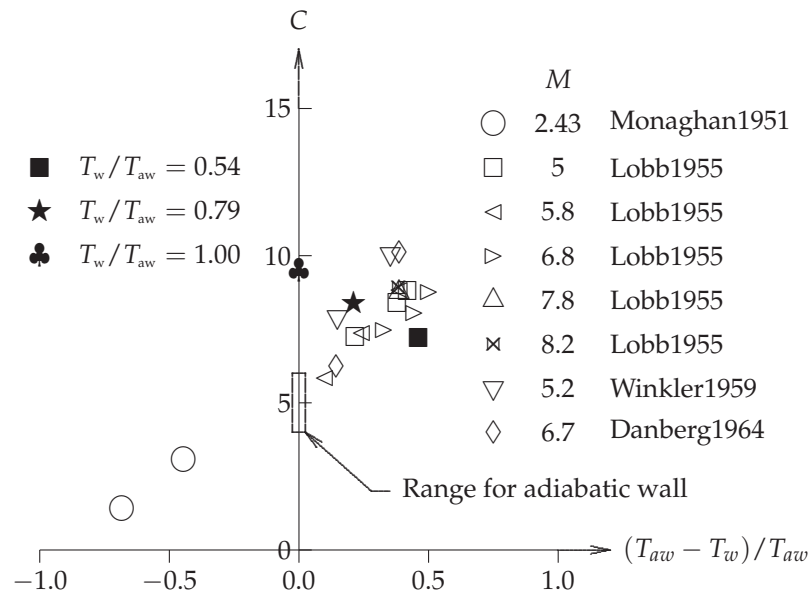 C
15
10
5
0
−1.0 −0.5 0.0 0.5 1.0
(T_aw − T_w)/T_aw
T_w/T_aw = 0.54
T_w/T_aw = 0.79
T_w/T_aw = 1.00
M
2.43 Monaghan1951
5 Lobb1955
5.8 Lobb1955
6.8 Lobb1955
7.8 Lobb1955
8.2 Lobb1955
5.2 Winkler1959
6.7 Danberg1964
Range for adiabatic wall